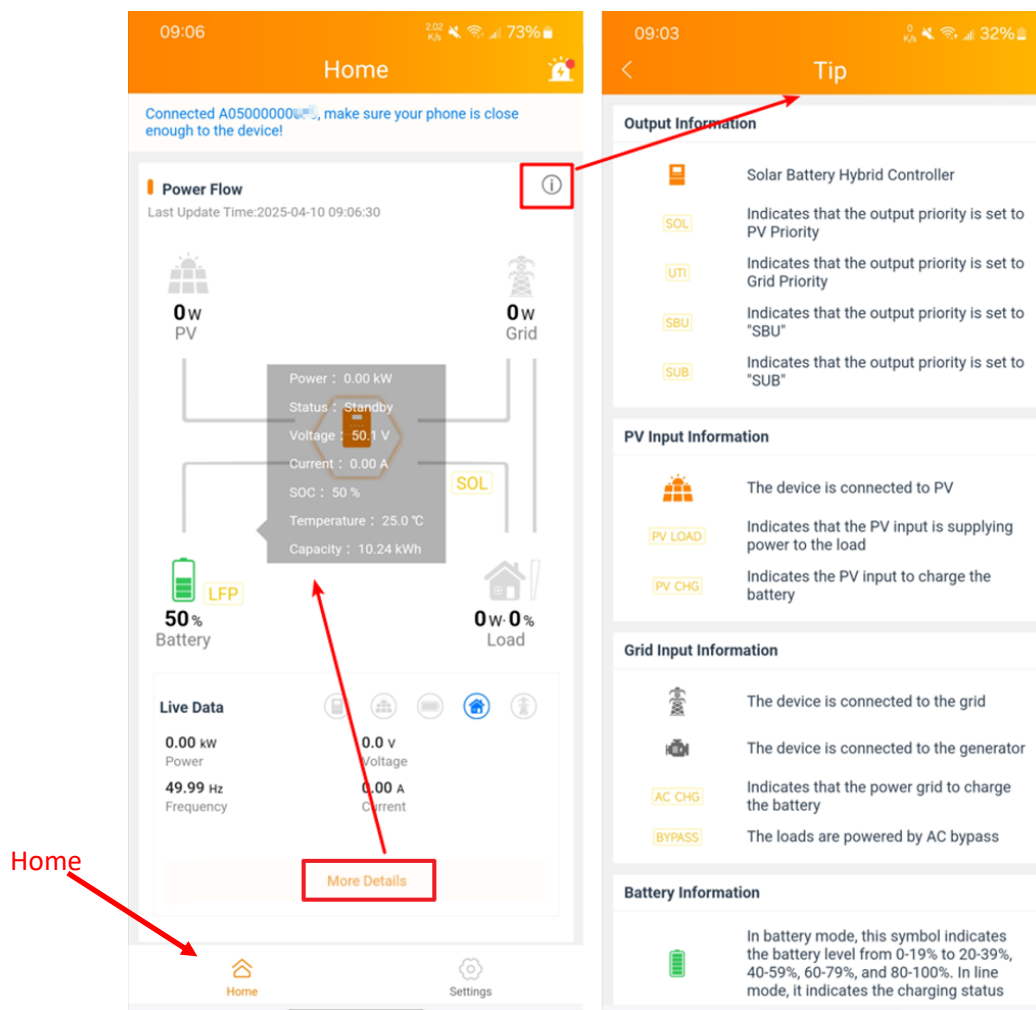 09:06
2.02
K/s
73%
Home
Connected A05000000, make sure your phone is close
enough to the device!
Power Flow
Last Update Time:2025-04-10 09:06:30
0 W
PV
0 W
Grid
Power : 0.00 kW
Status : Standby
Voltage : 50.1 V
Current : 0.00 A
SOC : 50 %
Temperature : 25.0 ℃
Capacity : 10.24 kWh
SOL
LFP
50 %
Battery
0 W· 0 %
Load
Live Data
0.00 kW
Power
0.0 V
Voltage
49.99 Hz
Frequency
0.00 A
Current
More Details
Home
Home
Settings
09:03
0
K/s
32%
Tip
Output Information
Solar Battery Hybrid Controller
SOL
Indicates that the output priority is set to
PV Priority
UTI
Indicates that the output priority is set to
Grid Priority
SBU
Indicates that the output priority is set to
"SBU"
SUB
Indicates that the output priority is set to
"SUB"
PV Input Information
The device is connected to PV
PV LOAD
Indicates that the PV input is supplying
power to the load
PV CHG
Indicates the PV input to charge the
battery
Grid Input Information
The device is connected to the grid
The device is connected to the generator
AC CHG
Indicates that the power grid to charge
the battery
BYPASS
The loads are powered by AC bypass
Battery Information
In battery mode, this symbol indicates
the battery level from 0-19% to 20-39%,
40-59%, 60-79%, and 80-100%. In line
mode, it indicates the charging status